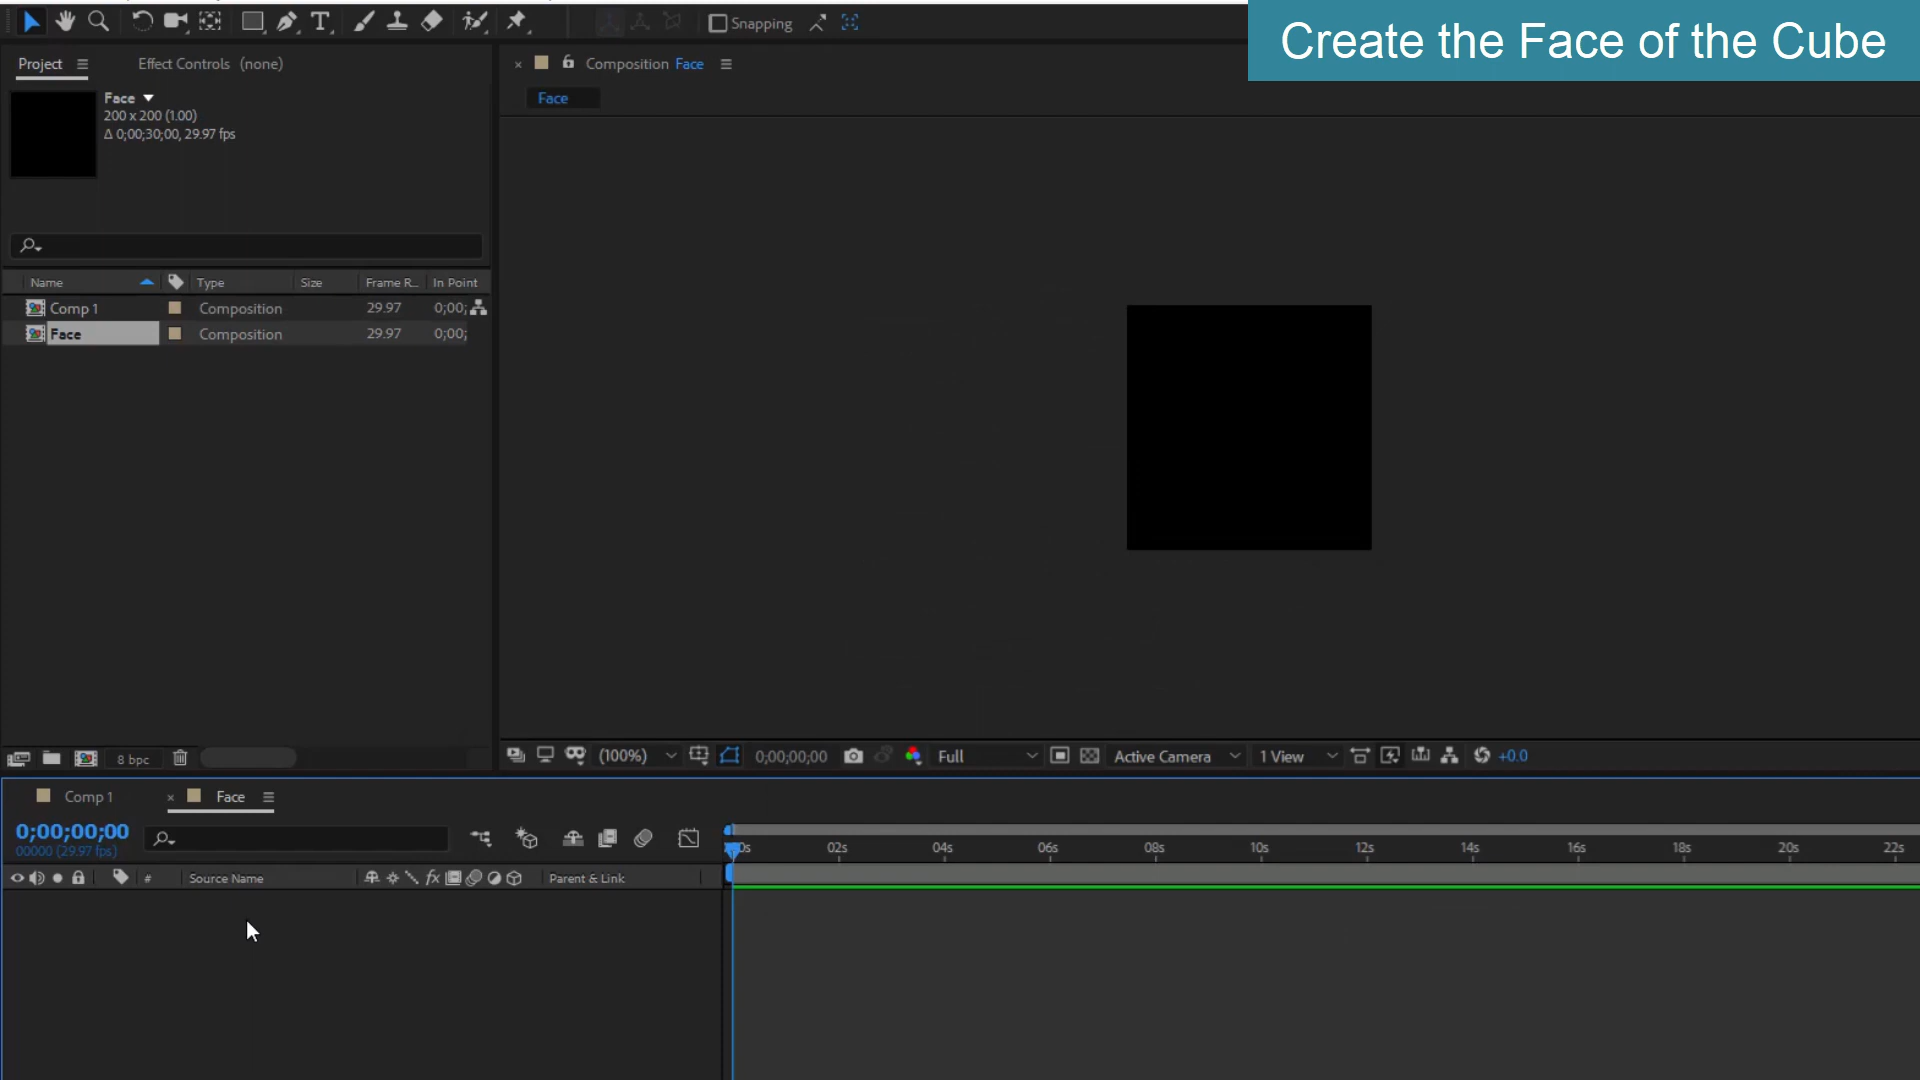 Snapping
Create the Face of the Cube
Project
Effect Controls (none)
Composition Face
Face
200 x 200 (1.00)
Δ 0;00;30;00, 29.97 fps
Face
Name
Type
Size
Frame R...
In Point
Comp 1
Composition
29.97
0;00;
Face
Composition
29.97
0;00;
8 bpc
(100%)
0;00;00;00
Full
Active Camera
1 View
+0.0
Comp 1
Face
0;00;00;00
00000 (29.97 fps)
02s
04s
06s
08s
10s
12s
14s
16s
18s
20s
22s
#
Source Name
fx
Parent & Link